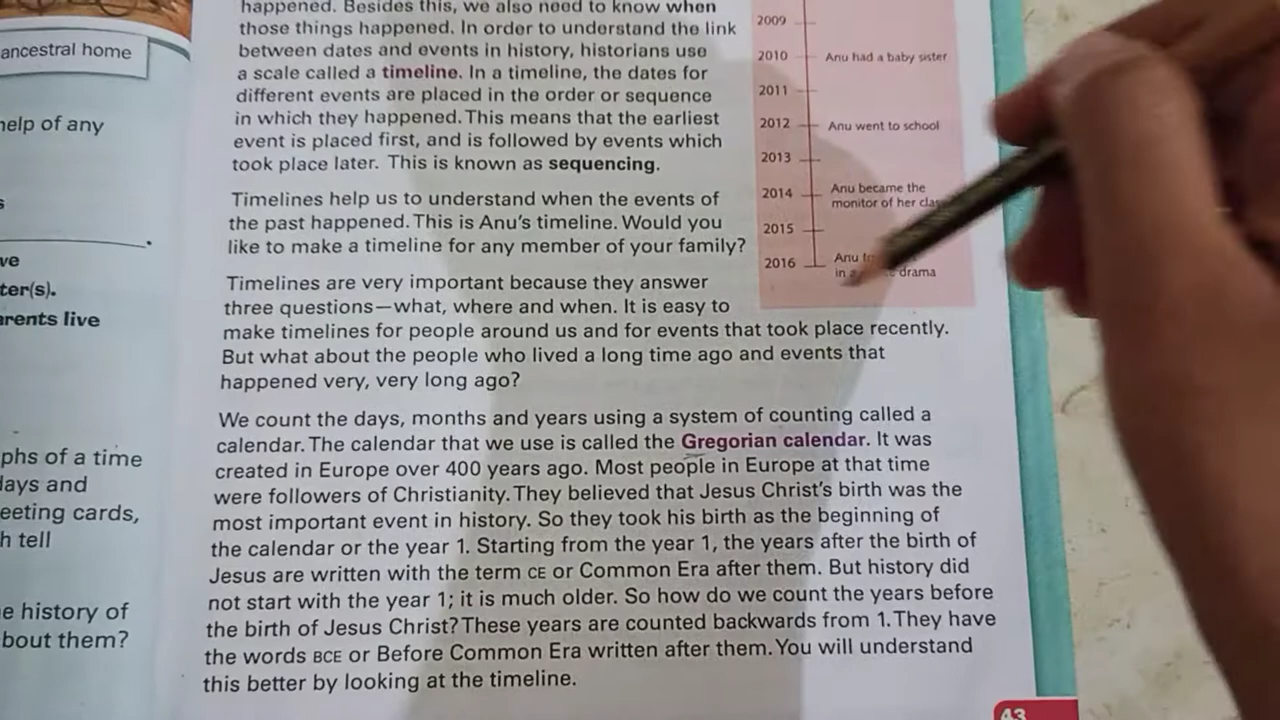 ancestral home
help of any
s
ve
ter(s).
arents live
phs of a time
days and
eeting cards,
h tell
e history of
bout them?
happened. Besides this, we also need to know when
those things happened. In order to understand the link
between dates and events in history, historians use
a scale called a timeline. In a timeline, the dates for
different events are placed in the order or sequence
in which they happened. This means that the earliest
event is placed first, and is followed by events which
took place later. This is known as sequencing.
Timelines help us to understand when the events of
the past happened. This is Anu's timeline. Would you
like to make a timeline for any member of your family?
Timelines are very important because they answer
three questions—what, where and when. It is easy to
make timelines for people around us and for events that took place recently.
But what about the people who lived a long time ago and events that
happened very, very long ago?
We count the days, months and years using a system of counting called a
calendar. The calendar that we use is called the Gregorian calendar. It was
created in Europe over 400 years ago. Most people in Europe at that time
were followers of Christianity. They believed that Jesus Christ's birth was the
most important event in history. So they took his birth as the beginning of
the calendar or the year 1. Starting from the year 1, the years after the birth of
Jesus are written with the term CE or Common Era after them. But history did
not start with the year 1; it is much older. So how do we count the years before
the birth of Jesus Christ? These years are counted backwards from 1. They have
the words BCE or Before Common Era written after them. You will understand
this better by looking at the timeline.
2009
2010 Anu had a baby sister
2011
2012 Anu went to school
2013
2014 Anu became the
monitor of her clas
2015
2016 Anu
in drama
43